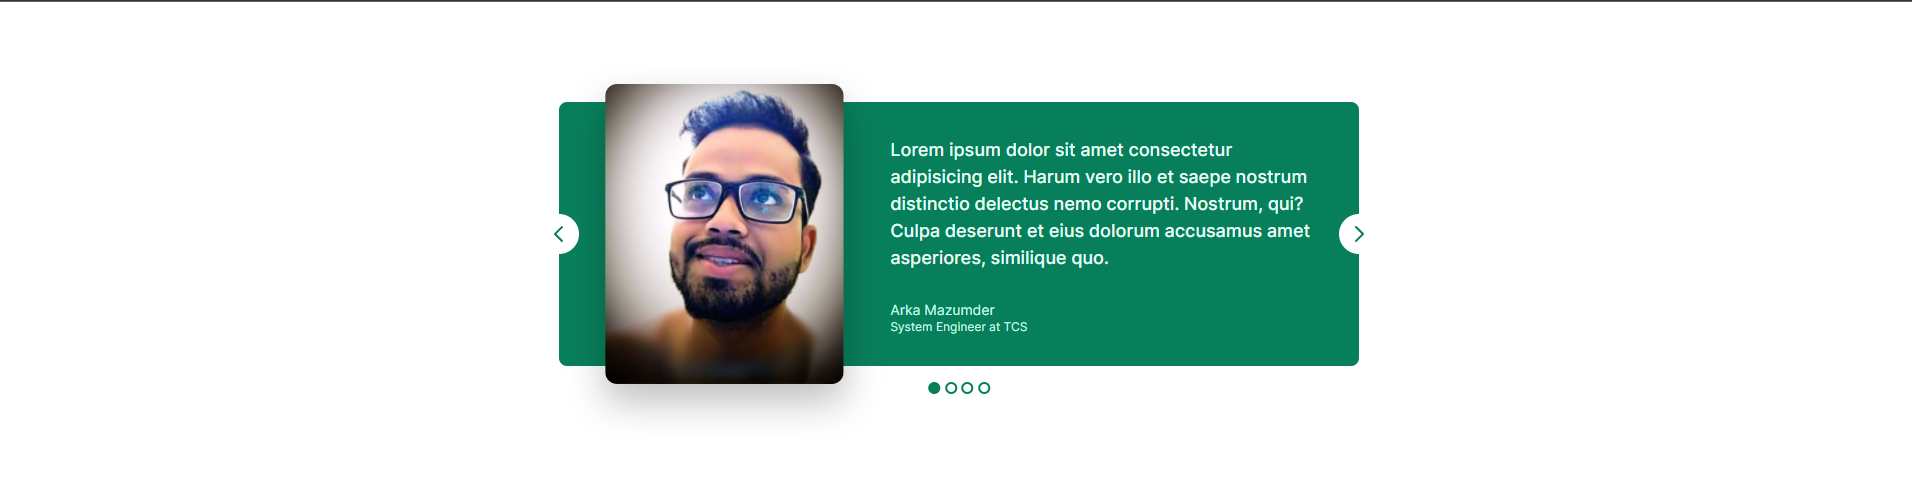 Lorem ipsum dolor sit amet consectetur
adipisicing elit. Harum vero illo et saepe nostrum
distinctio delectus nemo corrupti. Nostrum, qui?
Culpa deserunt et eius dolorum accusamus amet
asperiores, similique quo.
Arka Mazumder
System Engineer at TCS